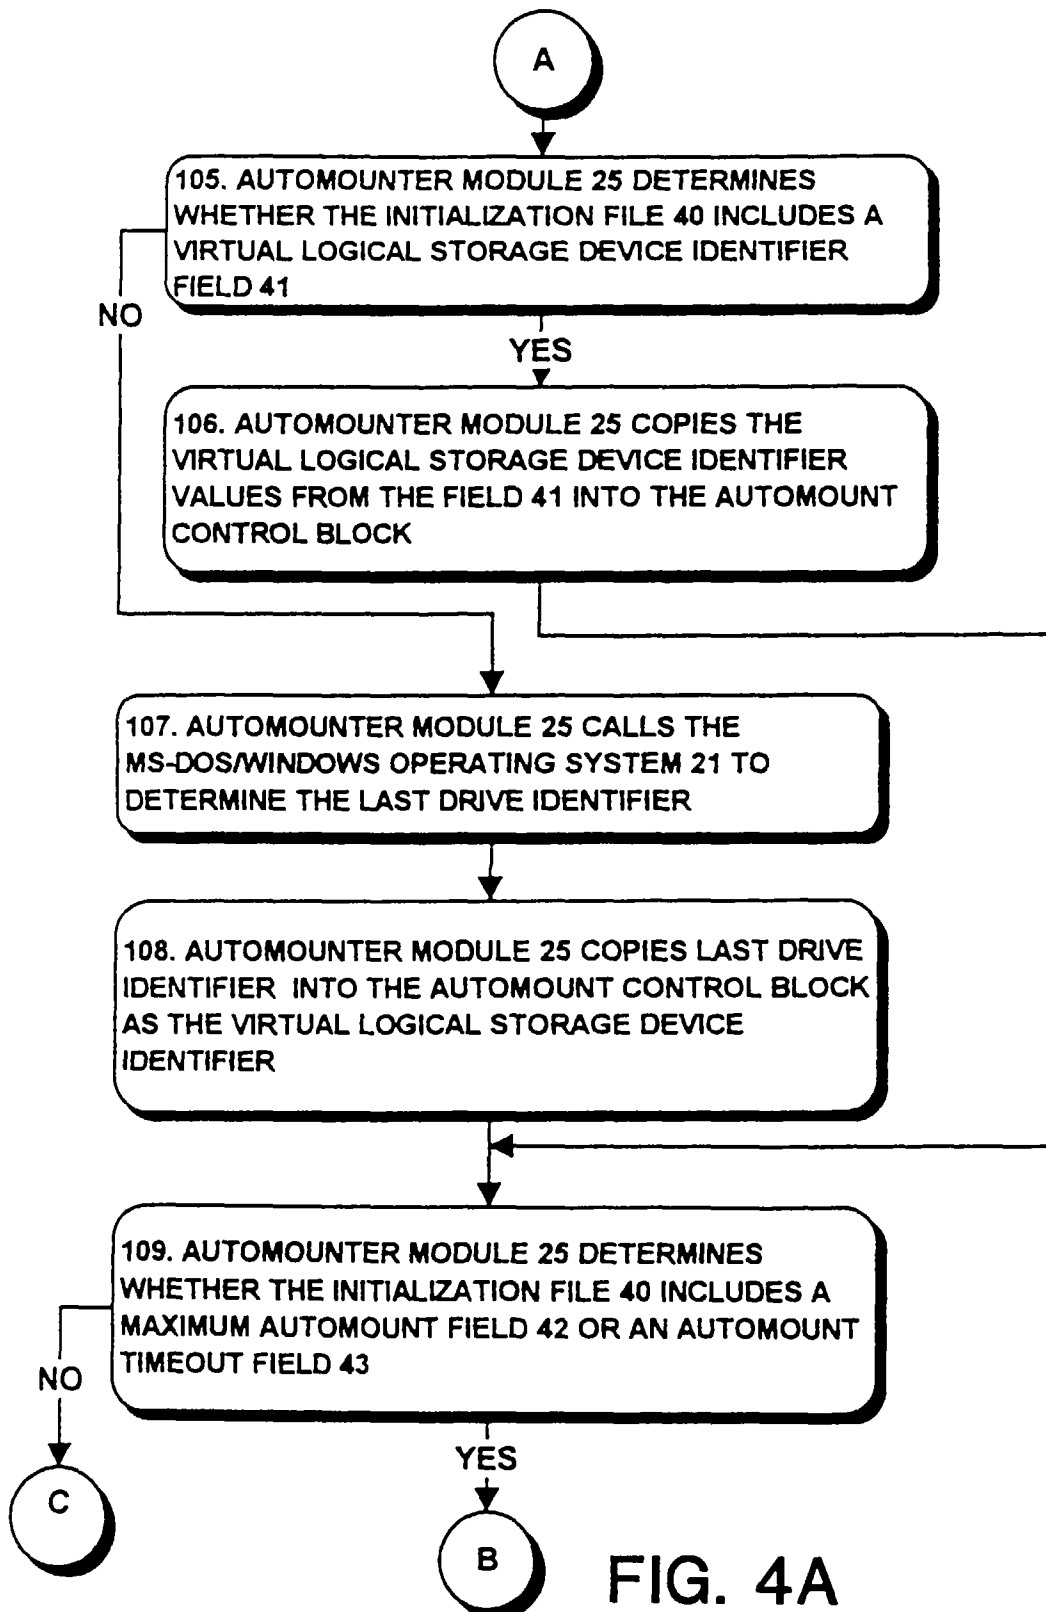 A
105. AUTOMOUNTER MODULE 25 DETERMINES
WHETHER THE INITIALIZATION FILE 40 INCLUDES A
VIRTUAL LOGICAL STORAGE DEVICE IDENTIFIER
FIELD 41
NO
YES
106. AUTOMOUNTER MODULE 25 COPIES THE
VIRTUAL LOGICAL STORAGE DEVICE IDENTIFIER
VALUES FROM THE FIELD 41 INTO THE AUTOMOUNT
CONTROL BLOCK
107. AUTOMOUNTER MODULE 25 CALLS THE
MS-DOS/WINDOWS OPERATING SYSTEM 21 TO
DETERMINE THE LAST DRIVE IDENTIFIER
108. AUTOMOUNTER MODULE 25 COPIES LAST DRIVE
IDENTIFIER INTO THE AUTOMOUNT CONTROL BLOCK
AS THE VIRTUAL LOGICAL STORAGE DEVICE
IDENTIFIER
109. AUTOMOUNTER MODULE 25 DETERMINES
WHETHER THE INITIALIZATION FILE 40 INCLUDES A
MAXIMUM AUTOMOUNT FIELD 42 OR AN AUTOMOUNT
TIMEOUT FIELD 43
NO
YES
C
B
FIG. 4A